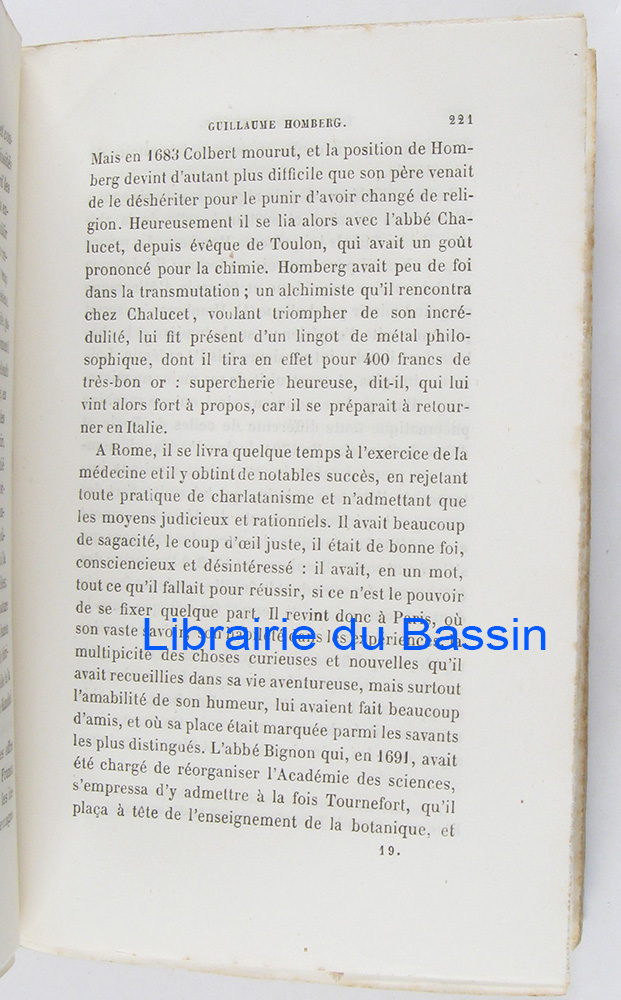 GUILLAUME HOMBERG. 221
Mais en 1683 Colbert mourut, et la position de Hom-
berg devint d'autant plus difficile que son père venait
de le déshériter pour le punir d'avoir changé de reli-
gion. Heureusement il se lia alors avec l'abbé Cha-
lucet, depuis évêque de Toulon, qui avait un goût
prononcé pour la chimie. Homberg avait peu de foi
dans la transmutation ; un alchimiste qu'il rencontra
chez Chalucet, voulant triompher de son incré-
dulité, lui fit présent d'un lingot de métal philo-
sophique, dont il tira en effet pour 400 francs de
très-bon or : supercherie heureuse, dit-il, qui lui
vint alors fort à propos, car il se préparait à retour-
ner en Italie.
A Rome, il se livra quelque temps à l'exercice de la
médecine et il y obtint de notables succès, en rejetant
toute pratique de charlatanisme et n'admettant que
les moyens judicieux et rationnels. Il avait beaucoup
de sagacité, le coup d'œil juste, il était de bonne foi,
consciencieux et désintéressé : il avait, en un mot,
tout ce qu'il fallait pour réussir, si ce n'est le pouvoir
de se fixer quelque part. Il revint donc à Paris, où
son vaste savoir, son habileté dans les expériences, la
Librairie du Bassin
multipicité des choses curieuses et nouvelles qu'il
avait recueillies dans sa vie aventureuse, mais surtout
l'amabilité de son humeur, lui avaient fait beaucoup
d'amis, et où sa place était marquée parmi les savants
les plus distingués. L'abbé Bignon qui, en 1691, avait
été chargé de réorganiser l'Académie des sciences,
s'empressa d'y admettre à la fois Tournefort, qu'il
plaça à tête de l'enseignement de la botanique, et
19.